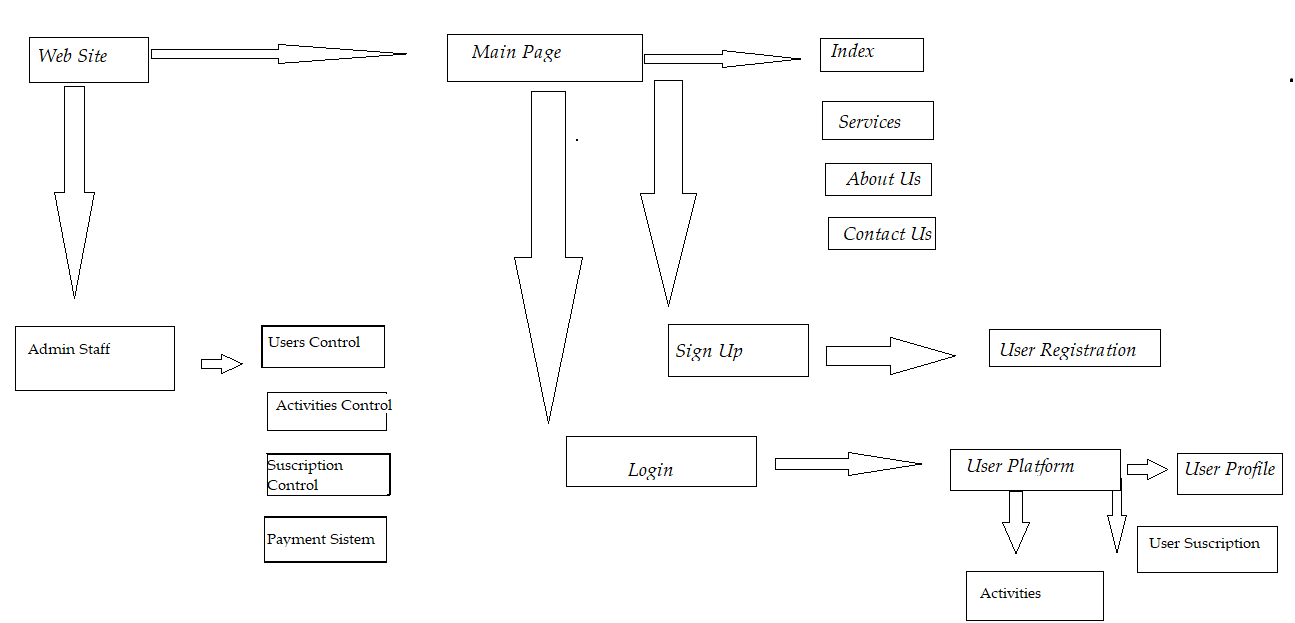 Web Site
Main Page
Index
Services
About Us
Contact Us
Admin Staff
Users Control
Activities Control
Suscription
Control
Payment Sistem
Sign Up
User Registration
Login
User Platform
User Profile
User Suscription
Activities